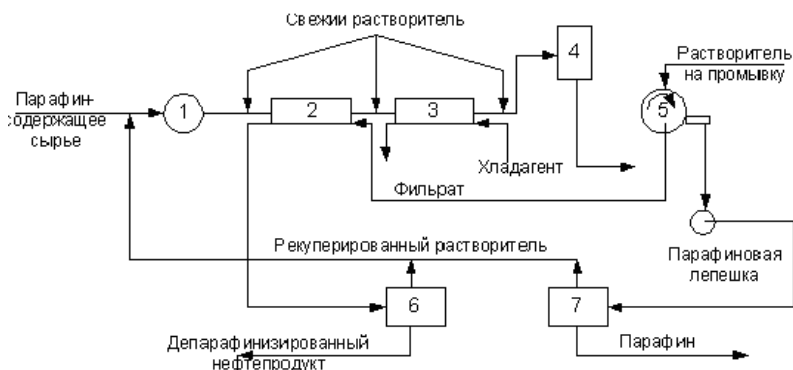 Свежии растворитель
4
Растворитель
на промывку
Парафин-
содержащее
сырье
1
2
3
5
Хладагент
Фильтрат
Рекуперированный растворитель
Парафиновая
лепешка
6
7
Депарафинизированный
нефтепродукт
Парафин